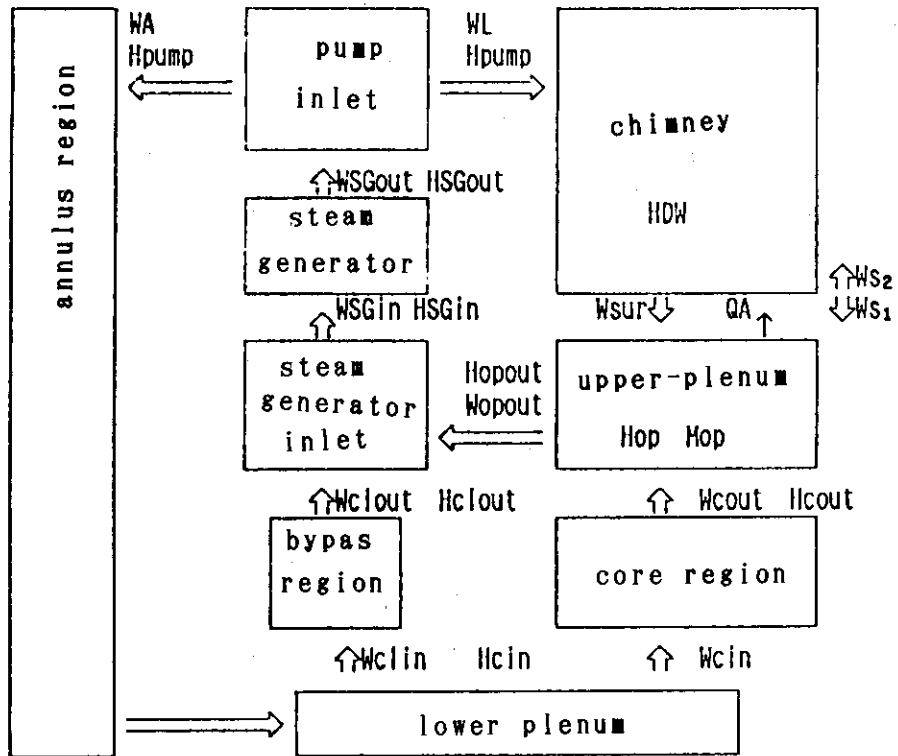 annulus region
WA
Hpump
pump
inlet
WL
Hpump
chimney
HDW
WSGout HSGout
steam
generator
WSGin HSGin
Wsur
QA
Ws₂
Ws₁
steam
generator
inlet
Hopout
Wopout
upper-plenum
Hop Mop
Wclout Hclout
Wcout Hcout
bypas
region
core region
Wclin Hcin
Wcin
lower plenum